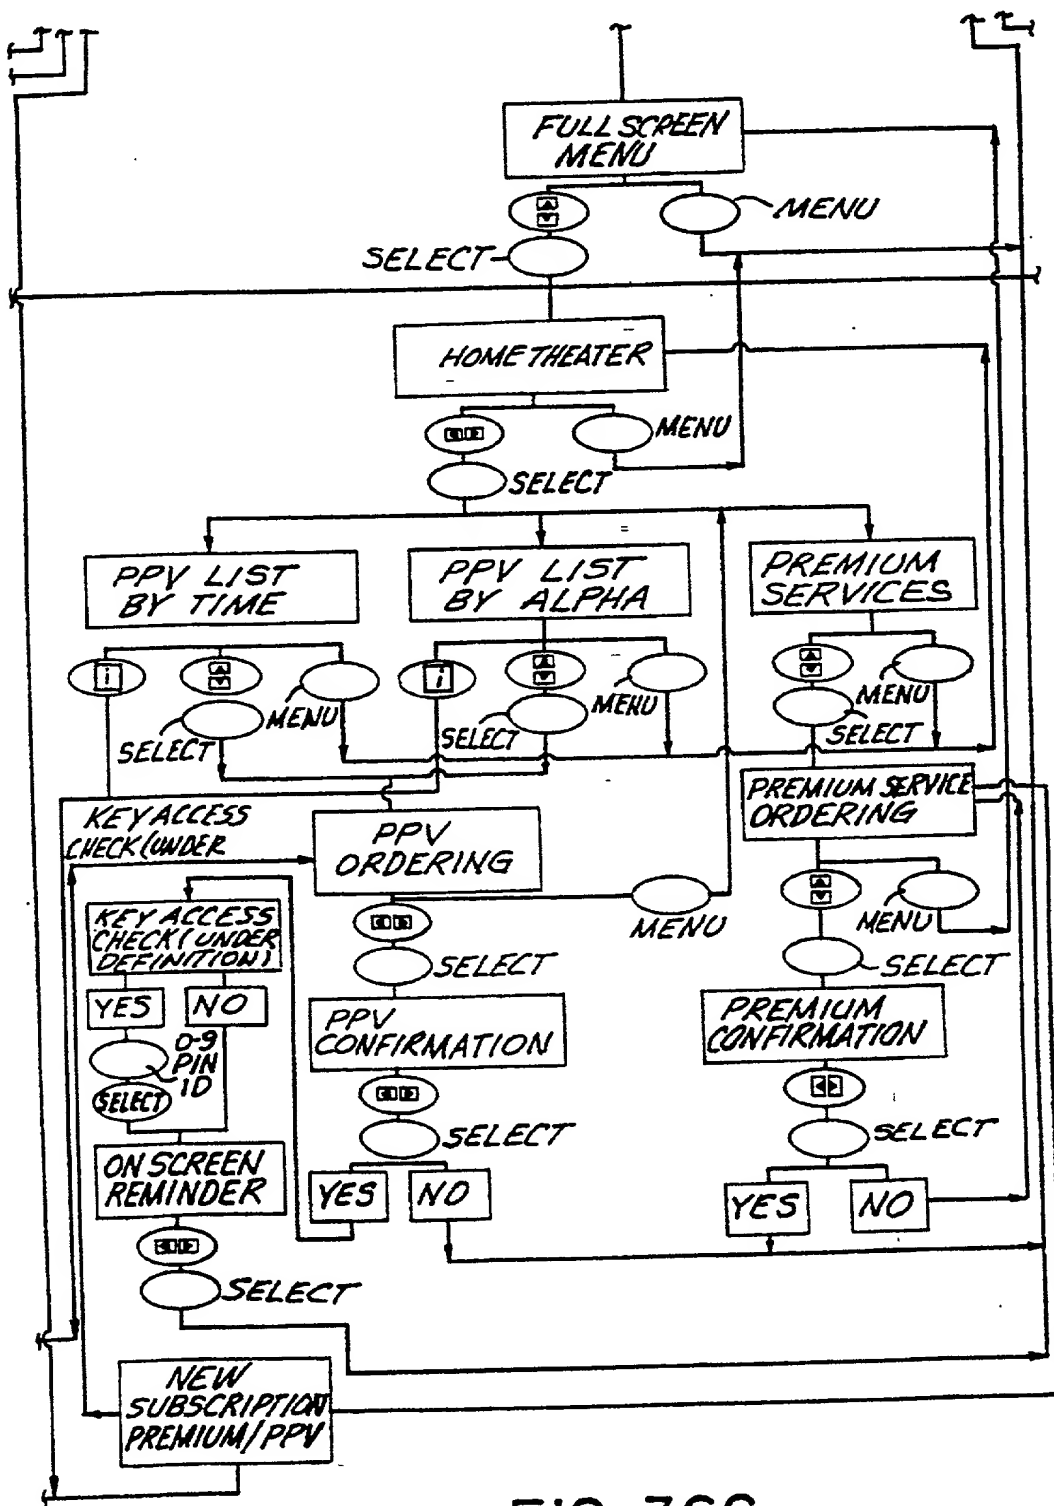 FULL SCREEN
MENU
MENU
SELECT
HOME THEATER
MENU
SELECT
PPV LIST
BY TIME
PPV LIST
BY ALPHA
PREMIUM
SERVICES
i
i
MENU
SELECT
MENU
SELECT
MENU
SELECT
KEY ACCESS
CHECK (UNDER
PPV
ORDERING
PREMIUM SERVICE
ORDERING
MENU
MENU
KEY ACCESS
CHECK (UNDER
DEFINITION)
SELECT
SELECT
YES
NO
PPV
CONFIRMATION
PREMIUM
CONFIRMATION
0-9
PIN
ID
SELECT
SELECT
SELECT
ON SCREEN
REMINDER
YES
NO
YES
NO
SELECT
NEW
SUBSCRIPTION
PREMIUM/PPV